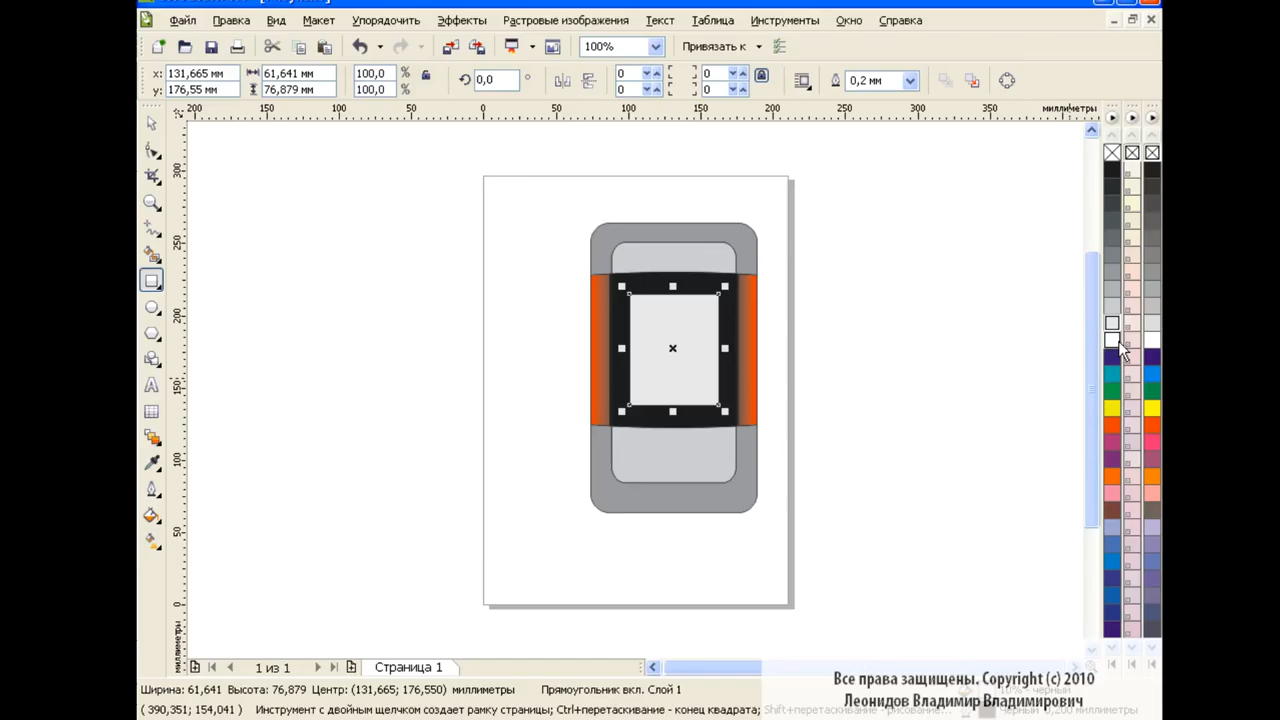 Файл Правка Вид Макет Упорядочить Эффекты Растровые изображения Текст Таблица Инструменты Окно Справка
100% Привязать к
x: 131,665 мм 61,641 мм 100,0 % 0,0 ° 0 0 0,2 мм
y: 176,55 мм 76,879 мм 100,0 % 0 0
200 150 100 50 0 50 100 150 200 250 300 350 миллиметры
300
250
200
150
100
50
0
миллиметры
1 из 1 Страница 1
Ширина: 61,641 Высота: 76,879 Центр: (131,665; 176,550) миллиметры Прямоугольник вкл. Слой 1
( 390,351; 154,041 ) Инструмент с двойным щелчком создает рамку страницы; Ctrl+перетаскивание - конец квадрата; Shift+перетаскивание - рисование
Все права защищены. Copyright (c) 2010
Леонидов Владимир Владимирович